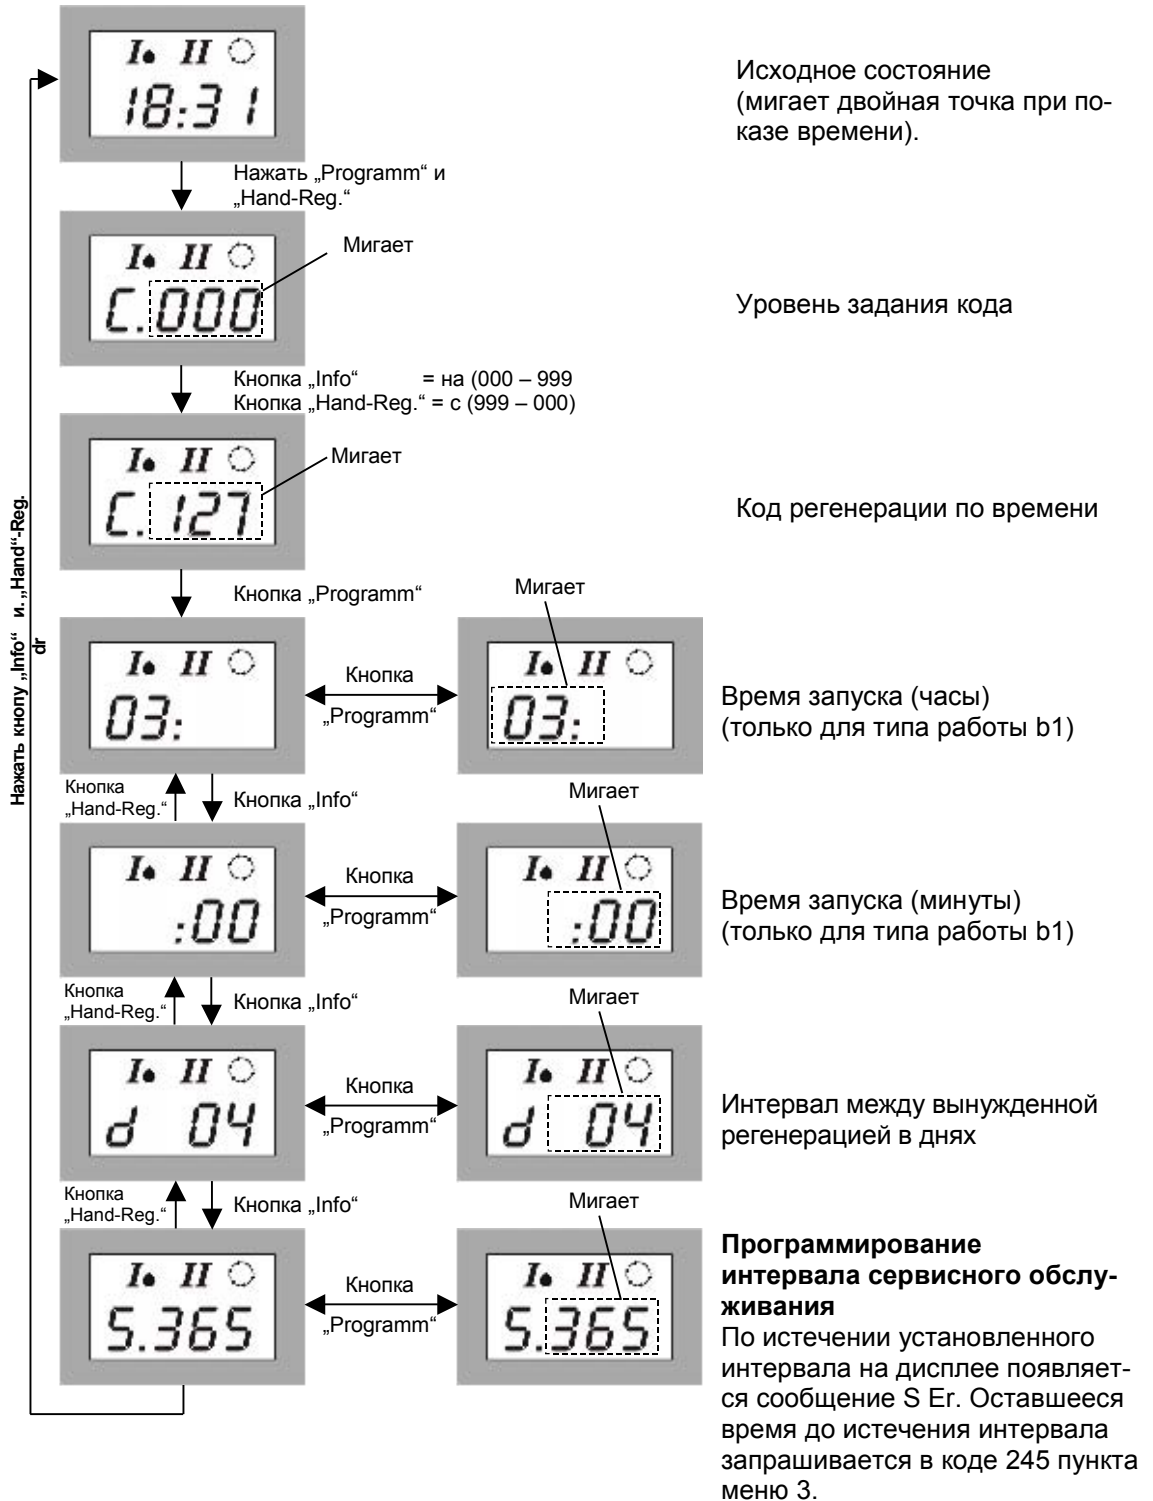 I II
18:31
Исходное состояние
(мигает двойная точка при по-
казе времени).
Нажать „Programm“ и
„Hand-Reg.“
I II
C.000
Мигает
Уровень задания кода
Кнопка „Info“ = на (000 – 999
Кнопка „Hand-Reg.“ = с (999 – 000)
I II
C.127
Мигает
Код регенерации по времени
Кнопка „Programm“
I II
03:
Кнопка
„Programm“
Мигает
I II
03:
Время запуска (часы)
(только для типа работы b1)
Кнопка
„Hand-Reg.“
Кнопка „Info“
I II
:00
Кнопка
„Programm“
Мигает
I II
:00
Время запуска (минуты)
(только для типа работы b1)
Кнопка
„Hand-Reg.“
Кнопка „Info“
I II
d 04
Кнопка
„Programm“
Мигает
I II
d 04
Интервал между вынужденной
регенерацией в днях
Кнопка
„Hand-Reg.“
Кнопка „Info“
I II
S.365
Кнопка
„Programm“
Мигает
I II
S.365
Программирование
интервала сервисного обслу-
живания
По истечении установленного
интервала на дисплее появляет-
ся сообщение S Er. Оставшееся
время до истечения интервала
запрашивается в коде 245 пункта
меню 3.
Нажать кнопу „Info“ и. „Hand“-Reg.
dr